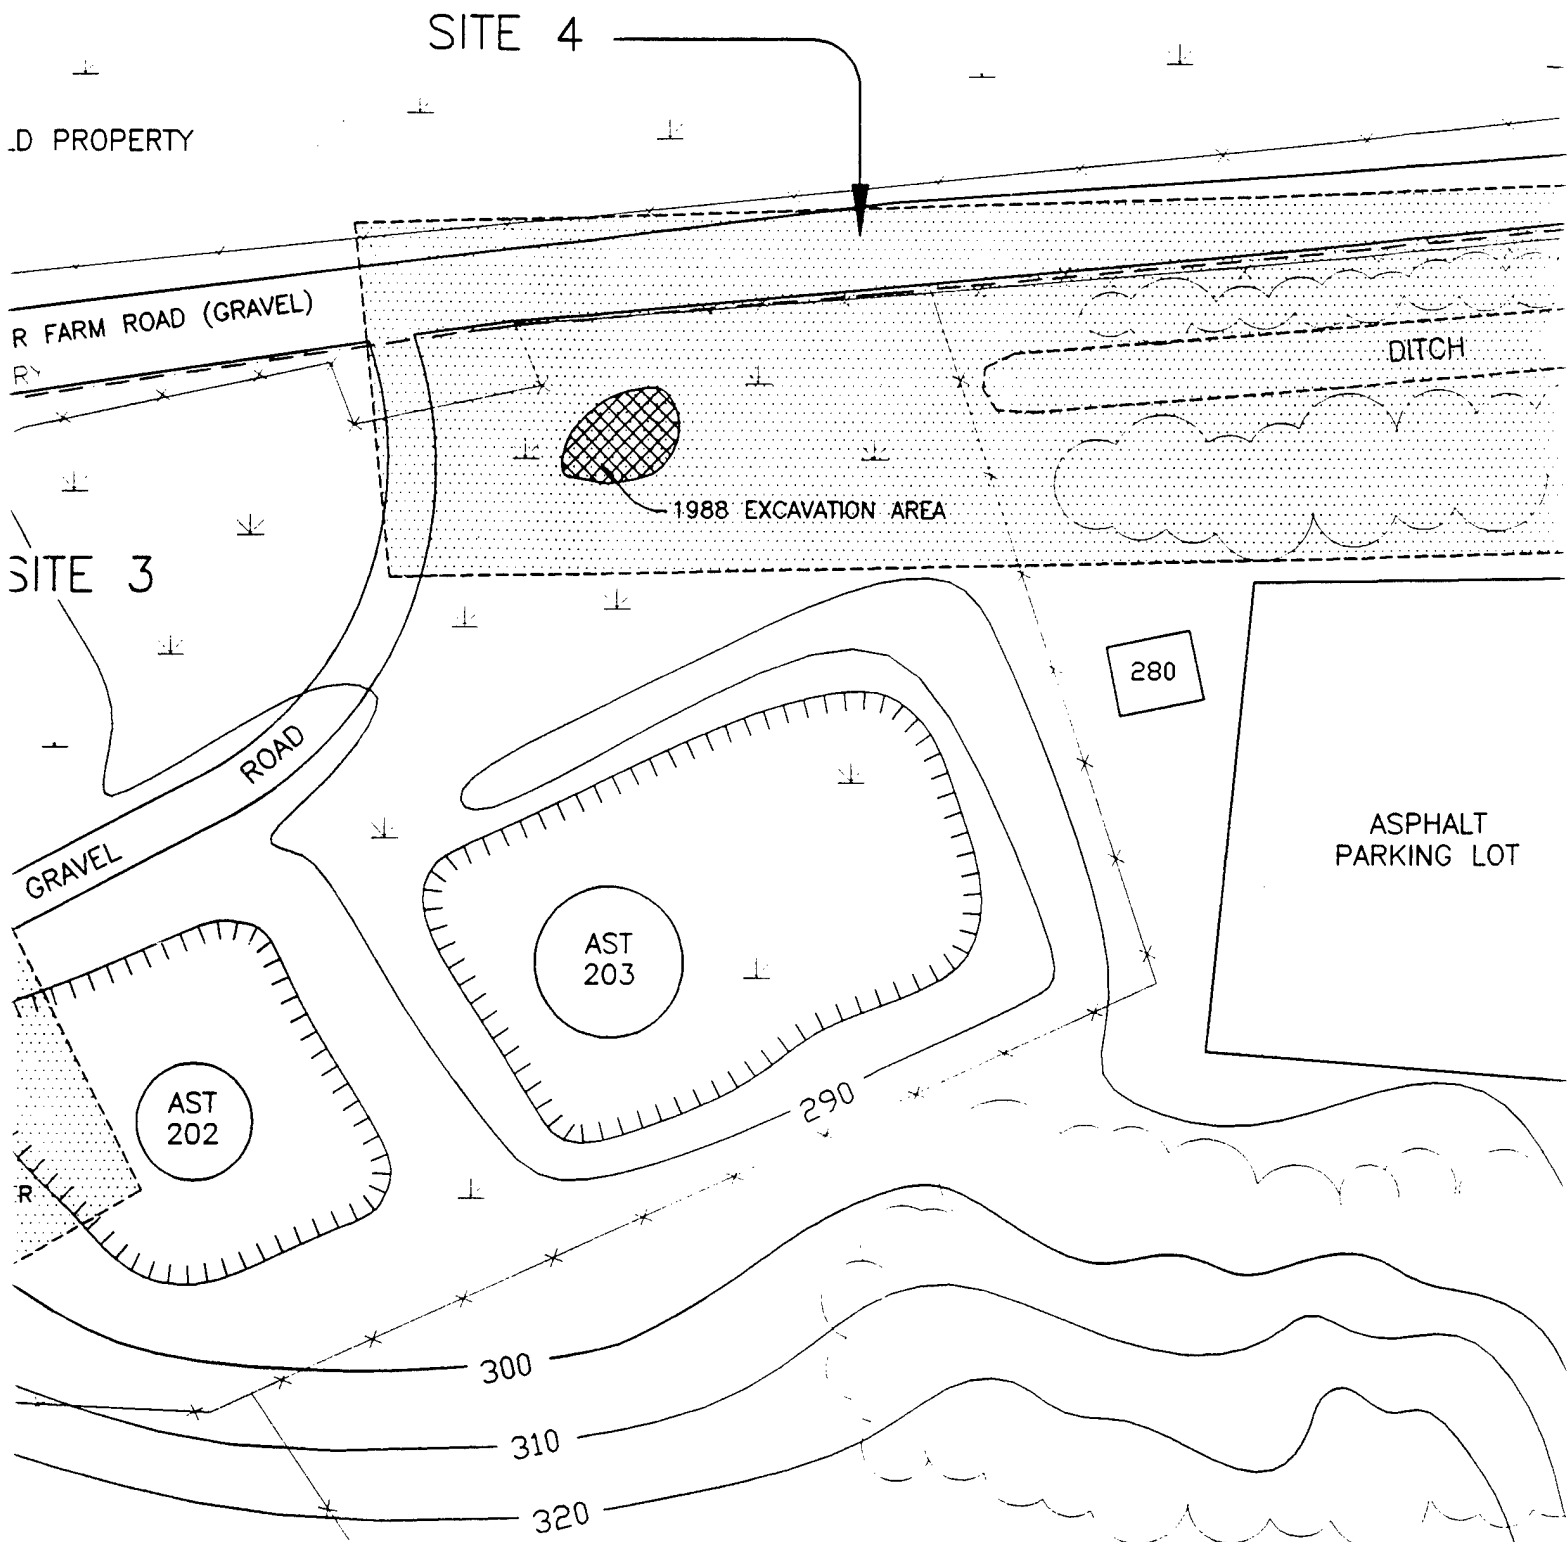 SITE 4
D PROPERTY
R FARM ROAD (GRAVEL)
RY
DITCH
1988 EXCAVATION AREA
SITE 3
280
ROAD
GRAVEL
ASPHALT
PARKING LOT
AST
203
AST
202
290
R
300
310
320